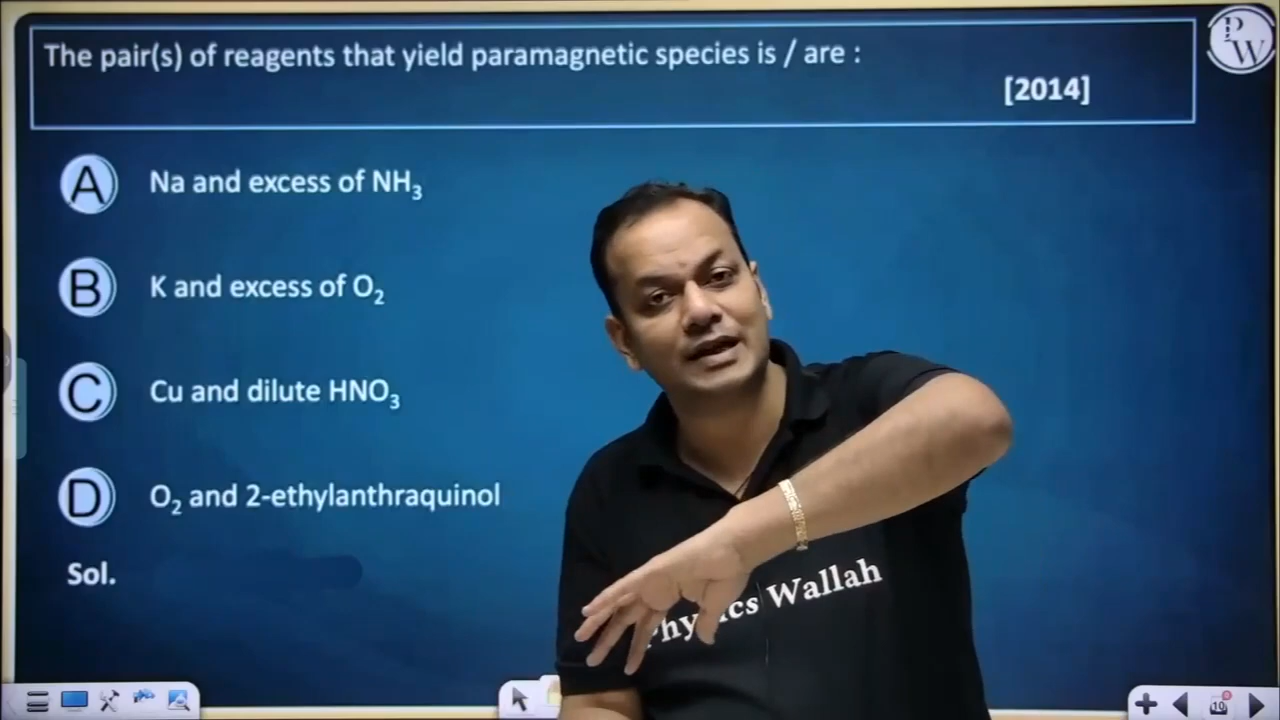 The pair(s) of reagents that yield paramagnetic species is / are :
[2014]
P
W
A Na and excess of NH₃
B K and excess of O₂
C Cu and dilute HNO₃
D O₂ and 2-ethylanthraquinol
Sol.
Physics Wallah
10